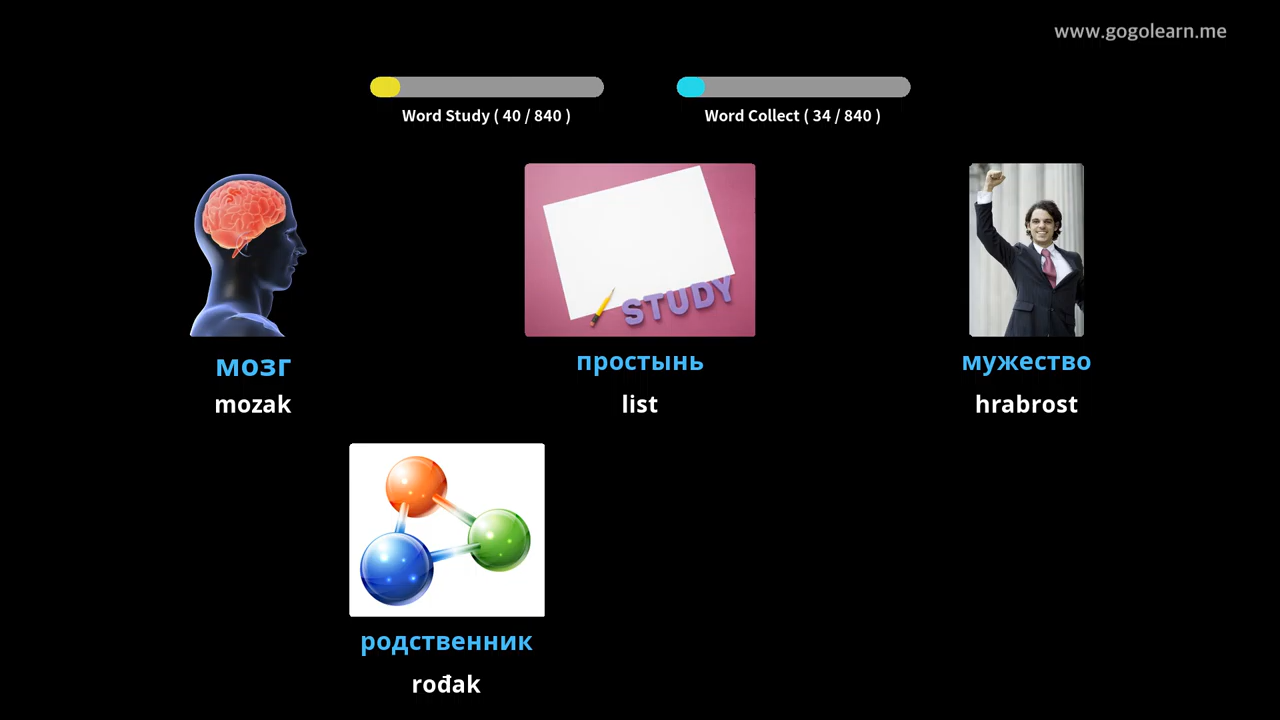 www.gogolearn.me
Word Study ( 40 / 840 )
Word Collect ( 34 / 840 )
STUDY
мозг
простынь
мужество
mozak
list
hrabrost
родственник
rođak